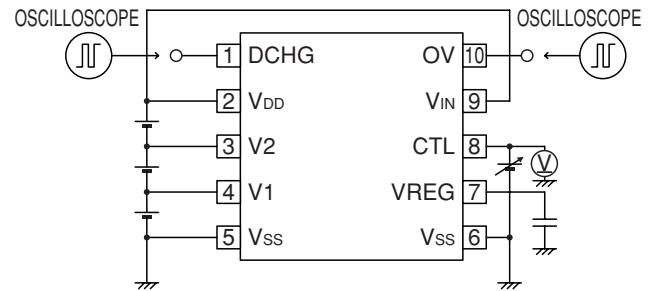 OSCILLOSCOPE OSCILLOSCOPE
1 DCHG OV 10
2 VDD VIN 9
3 V2 CTL 8
V
4 V1 VREG 7
5 Vss Vss 6